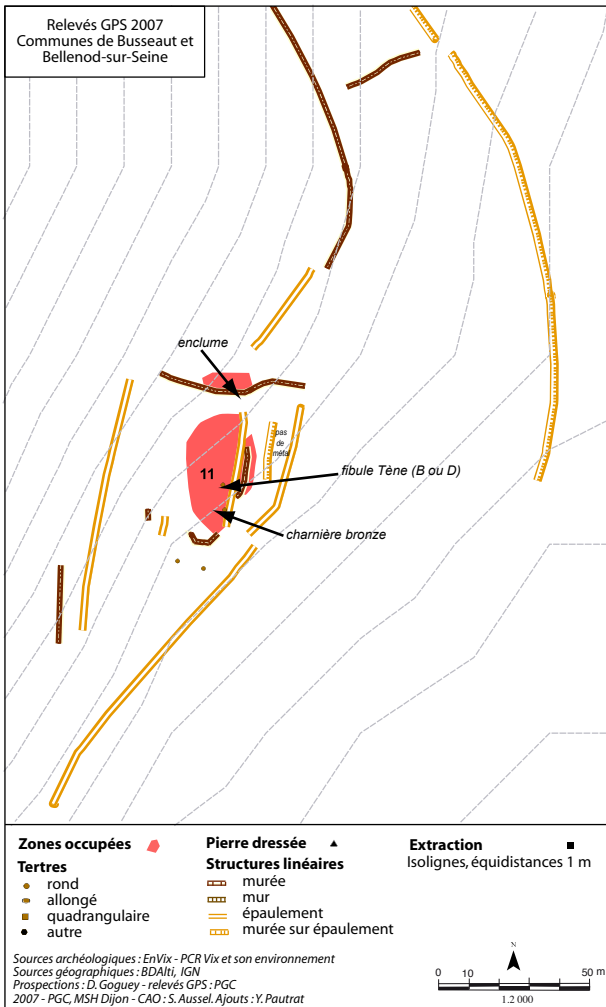 Relevés GPS 2007
Communes de Busseaut et
Bellenod-sur-Seine
enclume
pas
de
métal
11
fibule Tène (B ou D)
charnière bronze
Zones occupées
Tertres
rond
allongé
quadrangulaire
autre
Pierre dressée
Structures linéaires
murée
mur
épaulement
murée sur épaulement
Extraction
Isolignes, équidistances 1 m
Sources archéologiques : EnVix - PCR Vix et son environnement
Sources géographiques : BDAlti, IGN
Prospections : D. Goguey - relevés GPS : PGC
2007 - PGC, MSH Dijon - CAO : S. Aussel. Ajouts : Y. Pautrat
N
0 10 50 m
1:2 000